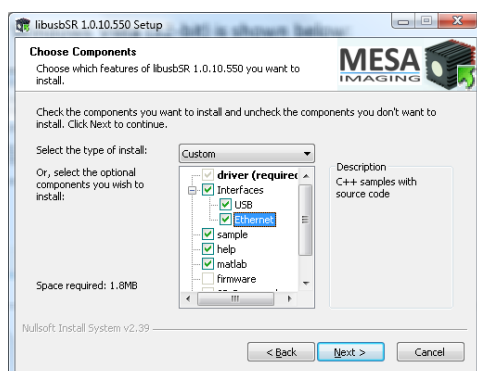 libusbSR 1.0.10.550 Setup
Choose Components
Choose which features of libusbSR 1.0.10.550 you want to
install.
MESA
IMAGING
Check the components you want to install and uncheck the components you don't want to
install. Click Next to continue.
Select the type of install:
Custom
Or, select the optional
components you wish to
install:
driver (required
Interfaces
USB
Ethernet
sample
help
matlab
firmware
Description
C++ samples with
source code
Space required: 1.8MB
Nullsoft Install System v2.39
< Back
Next >
Cancel